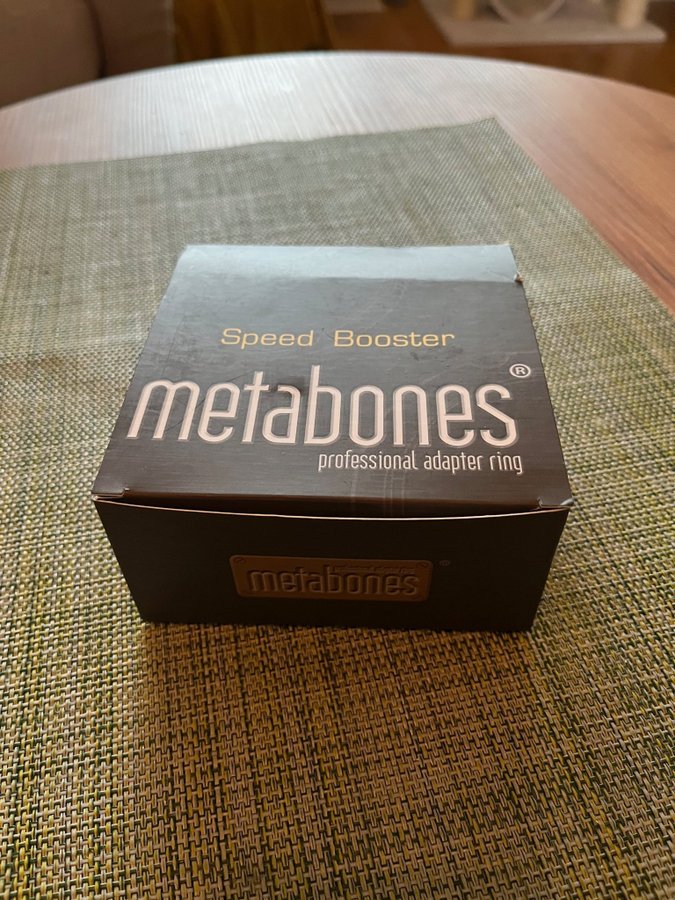 Speed Booster
metabones®
professional adapter ring
metabones®